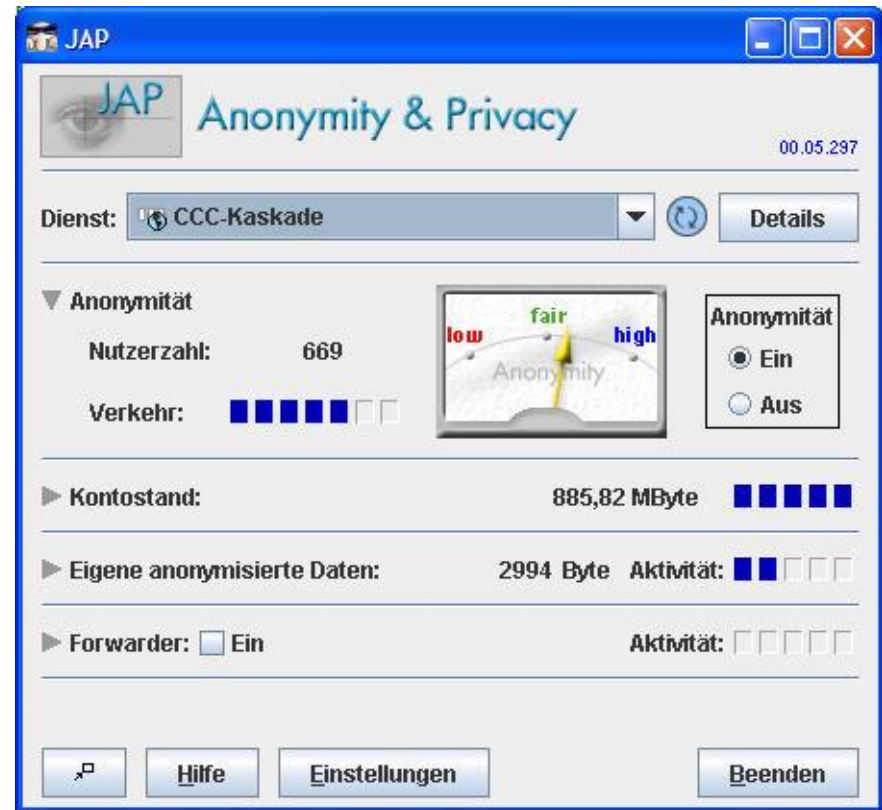 JAP
JAP Anonymity & Privacy
00.05.297
Dienst: CCC-Kaskade Details
Anonymität
Nutzerzahl: 669
Verkehr:
low fair high
Anonymity
Anonymität
Ein
Aus
Kontostand: 885,82 MByte
Eigene anonymisierte Daten: 2994 Byte Aktivität:
Forwarder: Ein Aktivität:
Hilfe Einstellungen Beenden